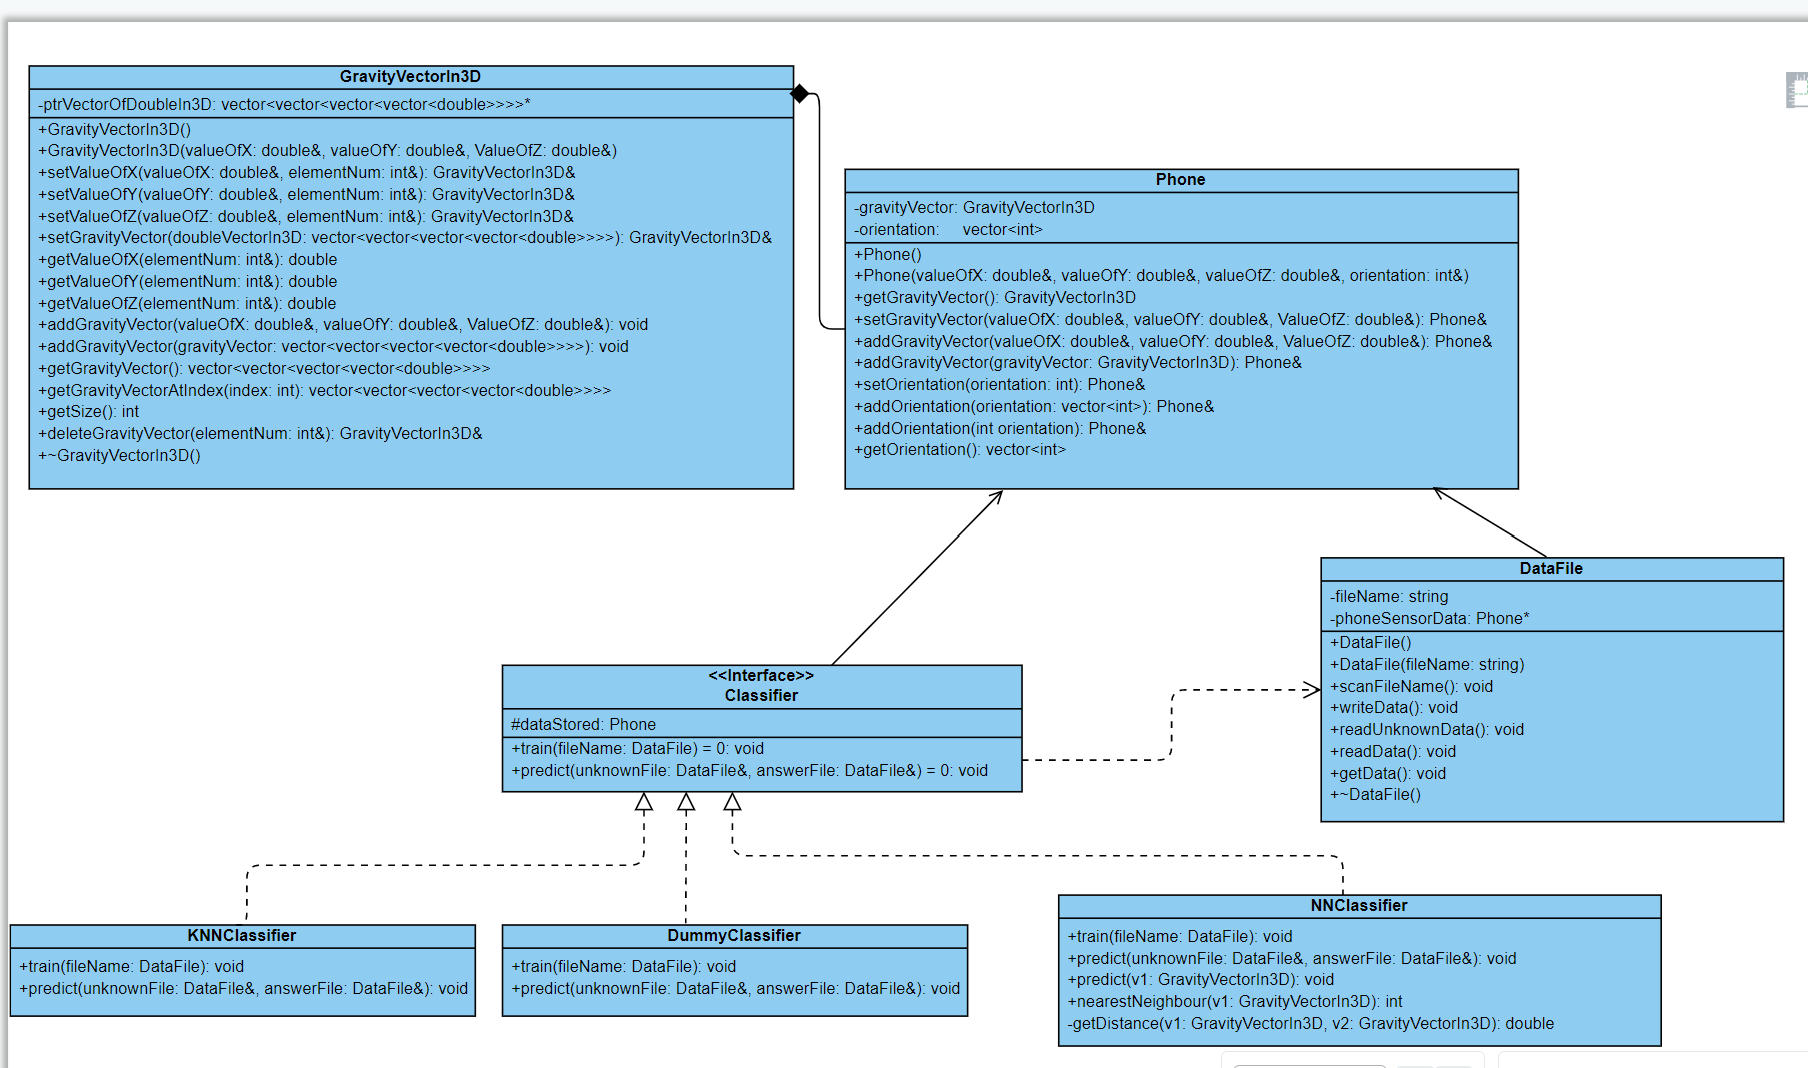 GravityVectorIn3D
-ptrVectorOfDoubleIn3D: vector<vector<vector<vector<double>>>>*
+GravityVectorIn3D()
+GravityVectorIn3D(valueOfX: double&, valueOfY: double&, ValueOfZ: double&)
+setValueOfX(valueOfX: double&, elementNum: int&): GravityVectorIn3D&
+setValueOfY(valueOfY: double&, elementNum: int&): GravityVectorIn3D&
+setValueOfZ(valueOfZ: double&, elementNum: int&): GravityVectorIn3D&
+setGravityVector(doubleVectorIn3D: vector<vector<vector<vector<double>>>>): GravityVectorIn3D&
+getValueOfX(elementNum: int&): double
+getValueOfY(elementNum: int&): double
+getValueOfZ(elementNum: int&): double
+addGravityVector(valueOfX: double&, valueOfY: double&, ValueOfZ: double&): void
+addGravityVector(gravityVector: vector<vector<vector<vector<double>>>>): void
+getGravityVector(): vector<vector<vector<vector<double>>>>
+getGravityVectorAtIndex(index: int): vector<vector<vector<vector<double>>>>
+getSize(): int
+deleteGravityVector(elementNum: int&): GravityVectorIn3D&
+~GravityVectorIn3D()
Phone
-gravityVector: GravityVectorIn3D
-orientation: vector<int>
+Phone()
+Phone(valueOfX: double&, valueOfY: double&, valueOfZ: double&, orientation: int&)
+getGravityVector(): GravityVectorIn3D
+setGravityVector(valueOfX: double&, valueOfY: double&, ValueOfZ: double&): Phone&
+addGravityVector(valueOfX: double&, valueOfY: double&, ValueOfZ: double&): Phone&
+addGravityVector(gravityVector: GravityVectorIn3D): Phone&
+setOrientation(orientation: int): Phone&
+addOrientation(orientation: vector<int>): Phone&
+addOrientation(int orientation): Phone&
+getOrientation(): vector<int>
DataFile
-fileName: string
-phoneSensorData: Phone*
+DataFile()
+DataFile(fileName: string)
+scanFileName(): void
+writeData(): void
+readUnknownData(): void
+readData(): void
+getData(): void
+~DataFile()
<<Interface>>
Classifier
#dataStored: Phone
+train(fileName: DataFile) = 0: void
+predict(unknownFile: DataFile&, answerFile: DataFile&) = 0: void
KNNClassifier
+train(fileName: DataFile): void
+predict(unknownFile: DataFile&, answerFile: DataFile&): void
DummyClassifier
+train(fileName: DataFile): void
+predict(unknownFile: DataFile&, answerFile: DataFile&): void
NNClassifier
+train(fileName: DataFile): void
+predict(unknownFile: DataFile&, answerFile: DataFile&): void
+predict(v1: GravityVectorIn3D): void
+nearestNeighbour(v1: GravityVectorIn3D): int
-getDistance(v1: GravityVectorIn3D, v2: GravityVectorIn3D): double